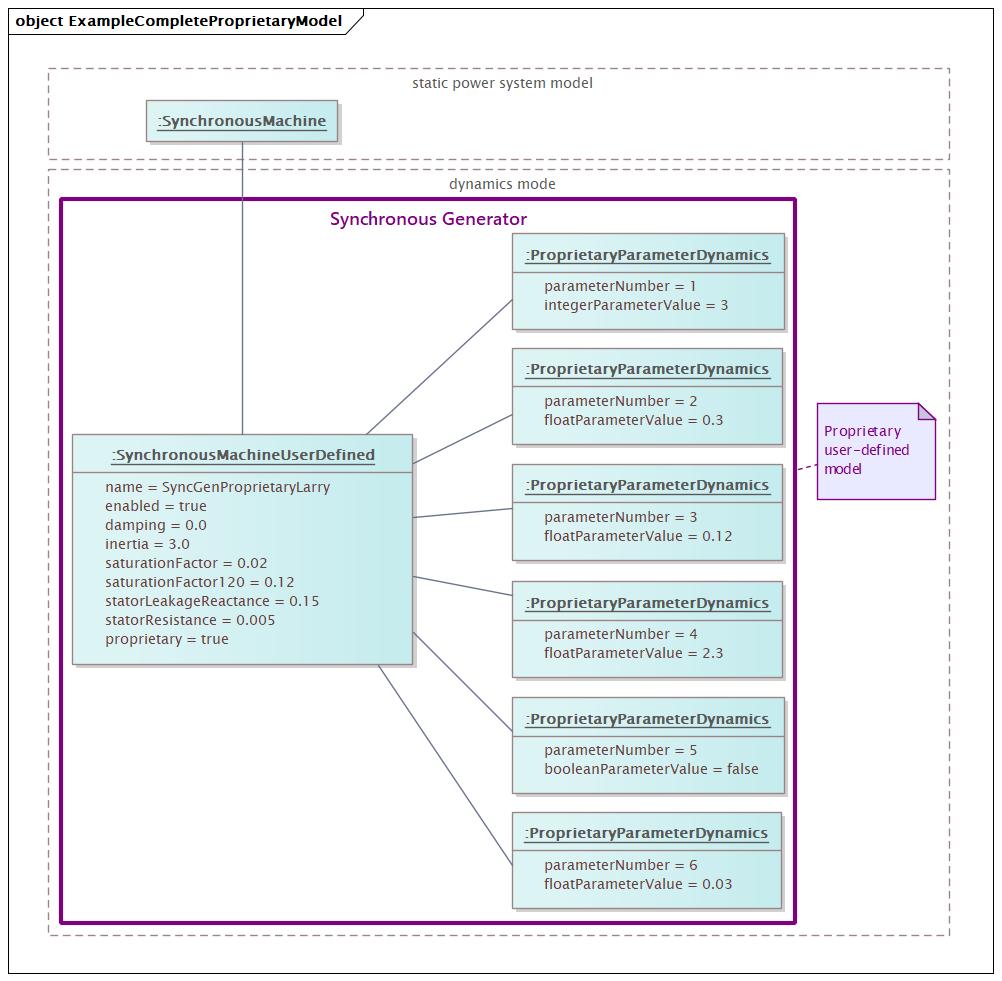 object ExampleCompleteProprietaryModel
static power system model
:SynchronousMachine
dynamics mode
Synchronous Generator
:ProprietaryParameterDynamics
parameterNumber = 1
integerParameterValue = 3
:ProprietaryParameterDynamics
parameterNumber = 2
floatParameterValue = 0.3
:SynchronousMachineUserDefined
name = SyncGenProprietaryLarry
enabled = true
damping = 0.0
inertia = 3.0
saturationFactor = 0.02
saturationFactor120 = 0.12
statorLeakageReactance = 0.15
statorResistance = 0.005
proprietary = true
:ProprietaryParameterDynamics
parameterNumber = 3
floatParameterValue = 0.12
:ProprietaryParameterDynamics
parameterNumber = 4
floatParameterValue = 2.3
:ProprietaryParameterDynamics
parameterNumber = 5
booleanParameterValue = false
:ProprietaryParameterDynamics
parameterNumber = 6
floatParameterValue = 0.03
Proprietary
user-defined
model